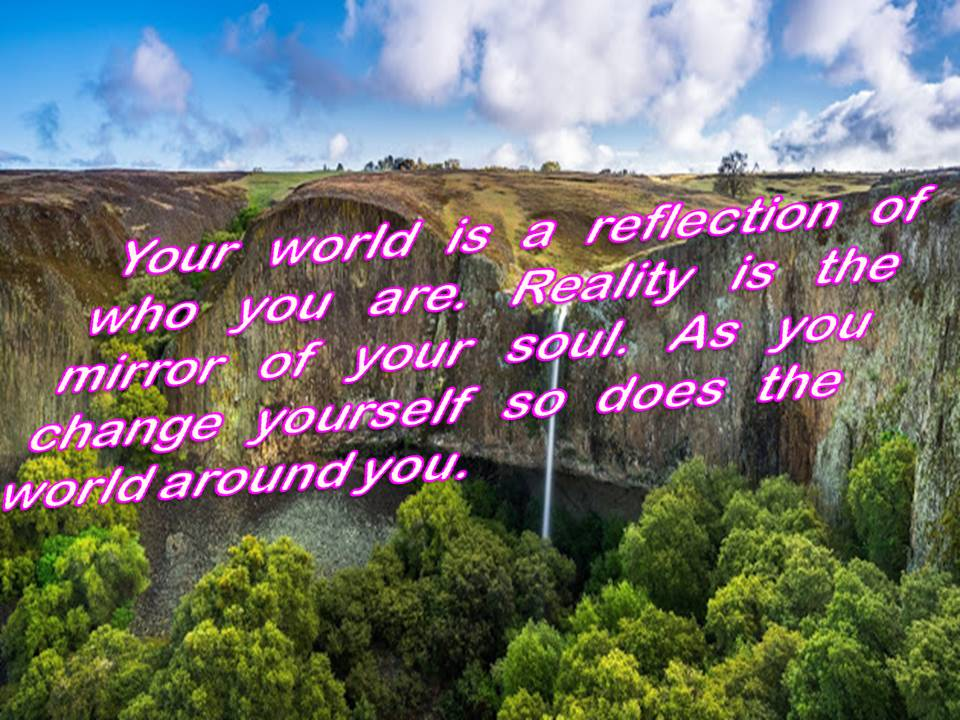 Your world is a reflection of
who you are. Reality is the
mirror of your soul. As you
change yourself so does the
world around you.